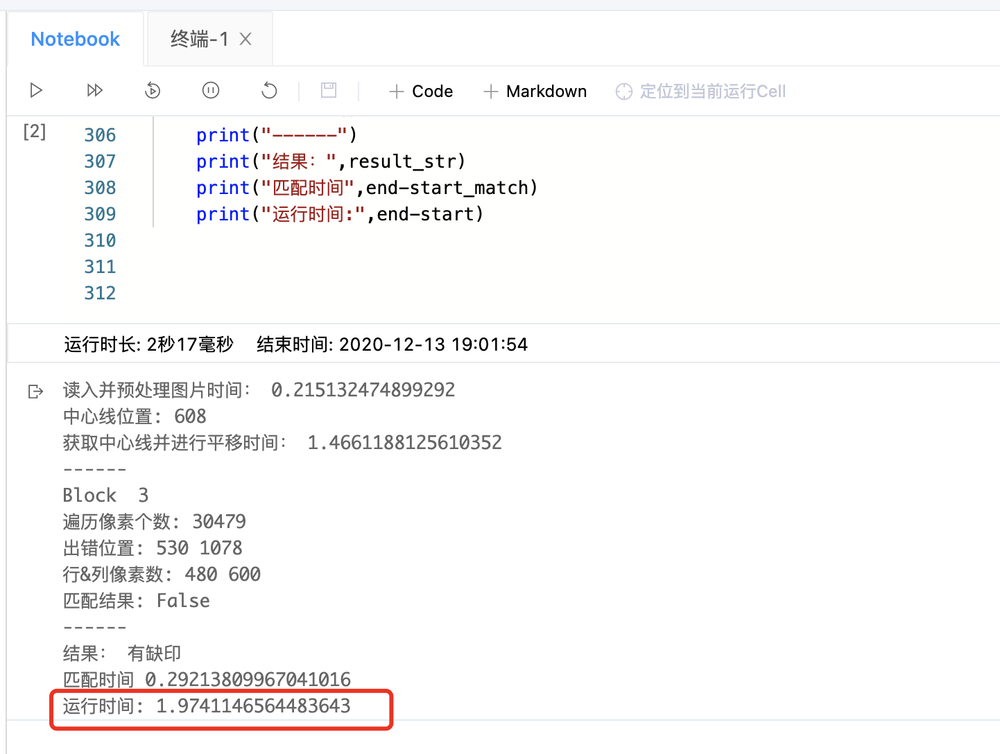 Notebook 终端-1 X
Code Markdown 定位到当前运行Cell
[2] 306 print("------")
307 print("结果：",result_str)
308 print("匹配时间",end-start_match)
309 print("运行时间:",end-start)
310
311
312
运行时长: 2秒17毫秒 结束时间: 2020-12-13 19:01:54
读入并预处理图片时间： 0.215132474899292
中心线位置: 608
获取中心线并进行平移时间： 1.4661188125610352
------
Block 3
遍历像素个数: 30479
出错位置: 530 1078
行&列像素数: 480 600
匹配结果: False
------
结果： 有缺印
匹配时间 0.29213809967041016
运行时间: 1.9741146564483643